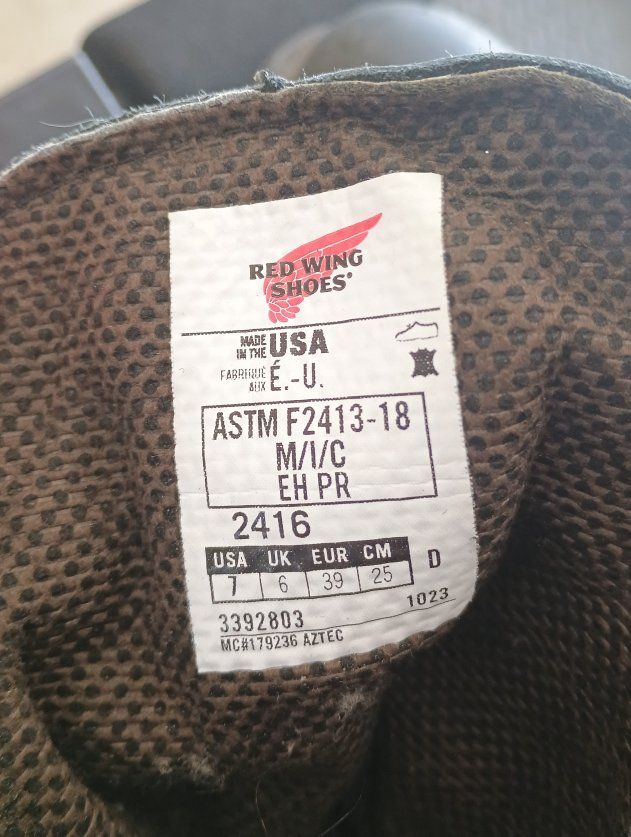 RED WING
SHOES®
MADE IN THE USA
FABRIQUÉ AUX É.-U.
ASTM F2413-18
M/I/C
EH PR
2416
USA UK EUR CM
7 6 39 25 D
3392803 1023
MC#179236 AZTEC